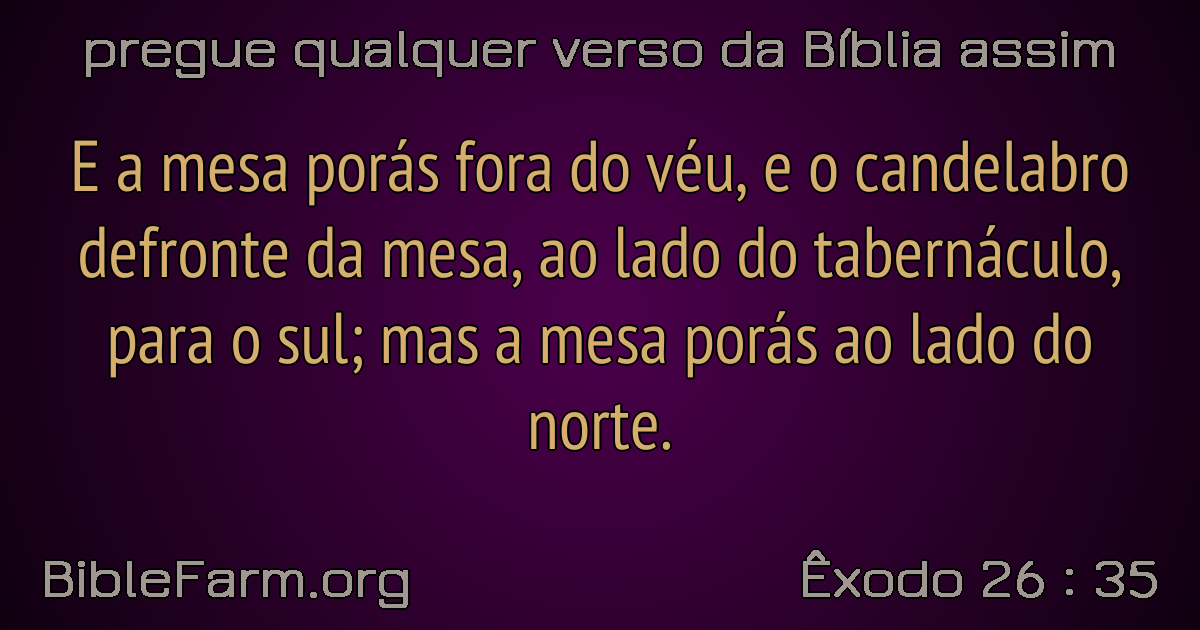 pregue qualquer verso da Bíblia assim
E a mesa porás fora do véu, e o candelabro
defronte da mesa, ao lado do tabernáculo,
para o sul; mas a mesa porás ao lado do
norte.
BibleFarm.org
Êxodo 26 : 35